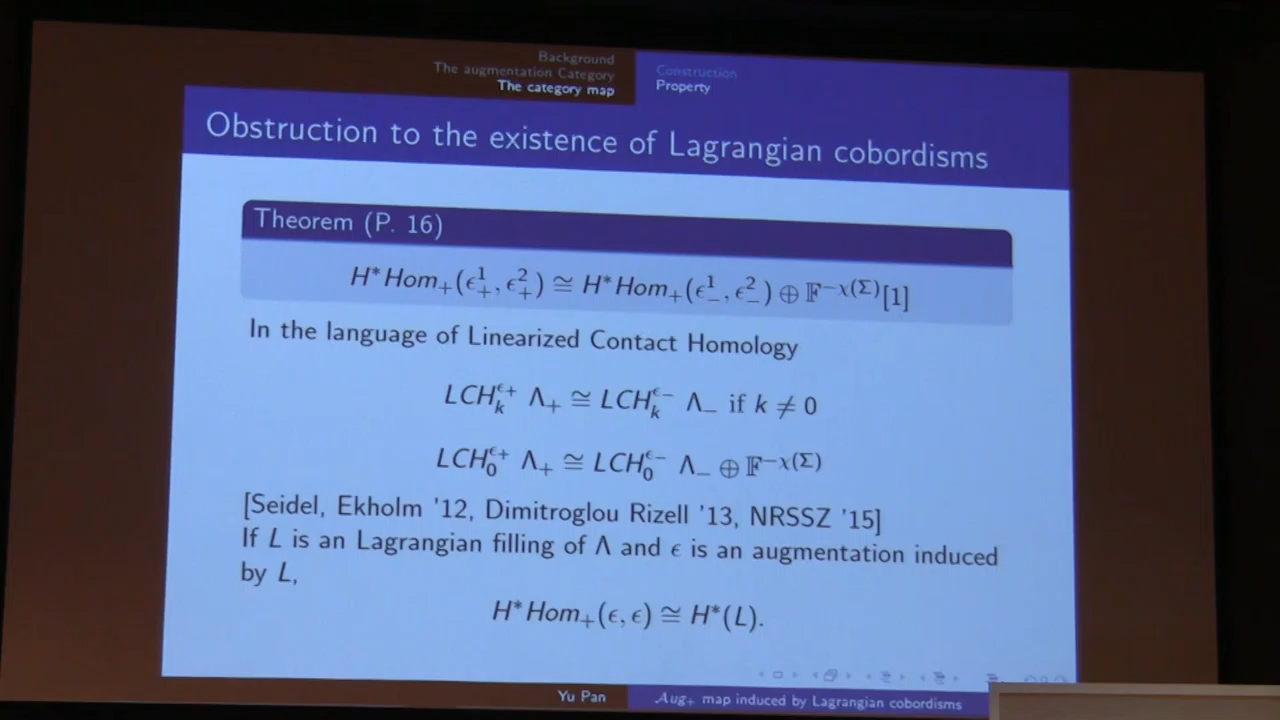 Background
The augmentation Category
The category map
Construction
Property
Obstruction to the existence of Lagrangian cobordisms
Theorem (P. 16)
H*Hom₊(ϵ¹₊, ϵ²₊) ≅ H*Hom₊(ϵ¹₋, ϵ²₋) ⊕ 𝔽^{−χ(Σ)}[1]
In the language of Linearized Contact Homology
LCH_k^{ϵ+} Λ₊ ≅ LCH_k^{ϵ−} Λ₋ if k ≠ 0
LCH_0^{ϵ+} Λ₊ ≅ LCH_0^{ϵ−} Λ₋ ⊕ 𝔽^{−χ(Σ)}
[Seidel, Ekholm '12, Dimitroglou Rizell '13, NRSSZ '15]
If L is an Lagrangian filling of Λ and ϵ is an augmentation induced
by L,
H*Hom₊(ϵ, ϵ) ≅ H*(L).
Yu Pan
Aug₊ map induced by Lagrangian cobordisms